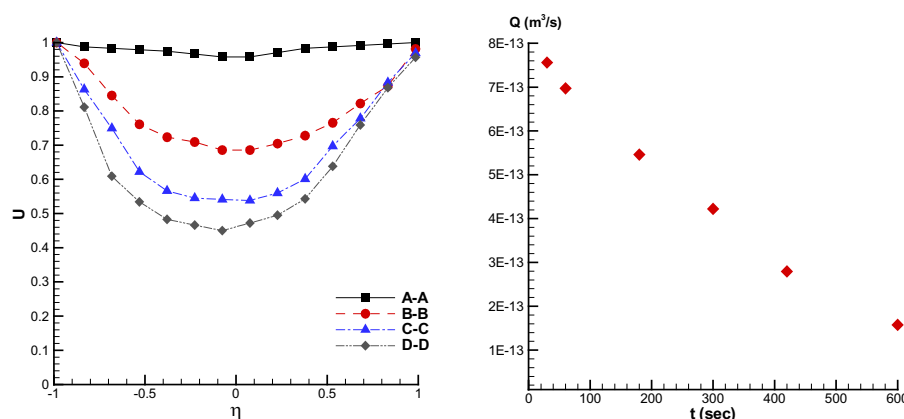 1
0.9
0.8
0.7
0.6
0.5
0.4
0.3
0.2
0.1
0
U
-1 -0.5 0 0.5 1
η
A-A
B-B
C-C
D-D
Q (m³/s)
8E-13
7E-13
6E-13
5E-13
4E-13
3E-13
2E-13
1E-13
0 100 200 300 400 500 600
t (sec)